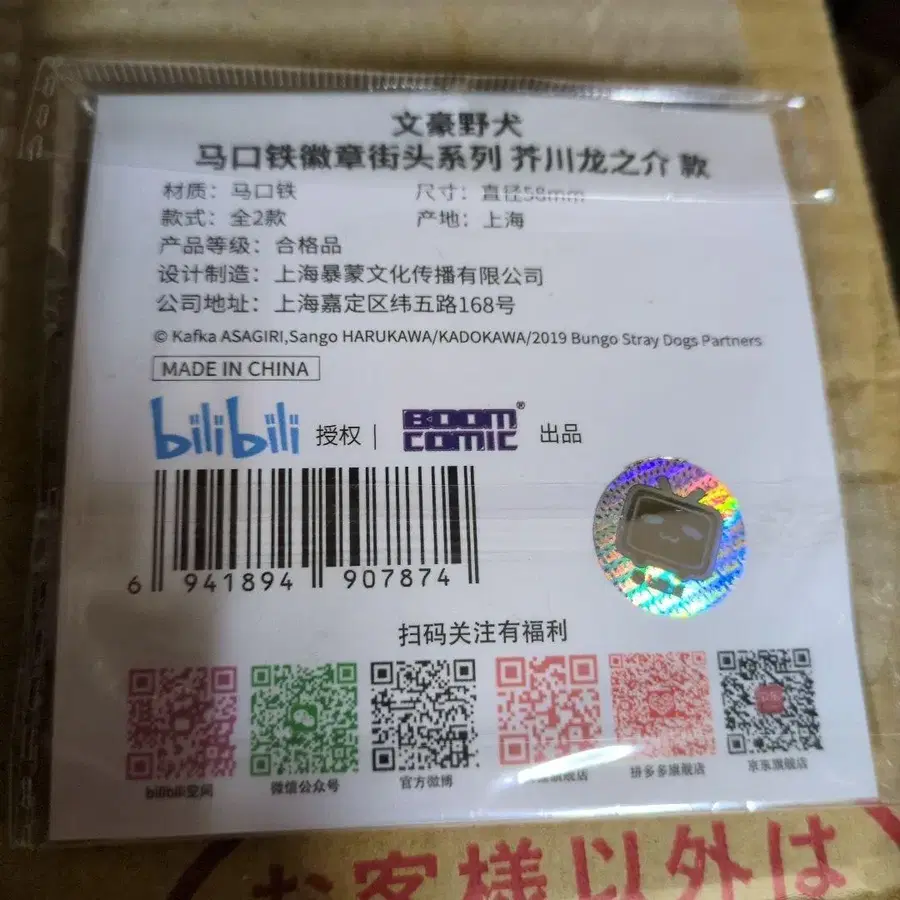 文豪野犬
马口铁徽章街头系列 芥川龙之介 款
材质：马口铁 尺寸：直径58mm
款式：全2款 产地：上海
产品等级：合格品
设计制造：上海暴蒙文化传播有限公司
公司地址：上海嘉定区纬五路168号
© Kafka ASAGIRI,Sango HARUKAWA/KADOKAWA/2019 Bungo Stray Dogs Partners
MADE IN CHINA
bilibili 授权 | BOOM COMIC® 出品
6 941894 907874
扫码关注有福利
bilibili空间 微信公众号 官方微博 旗舰店 拼多多旗舰店 京东旗舰店
お客様以外は